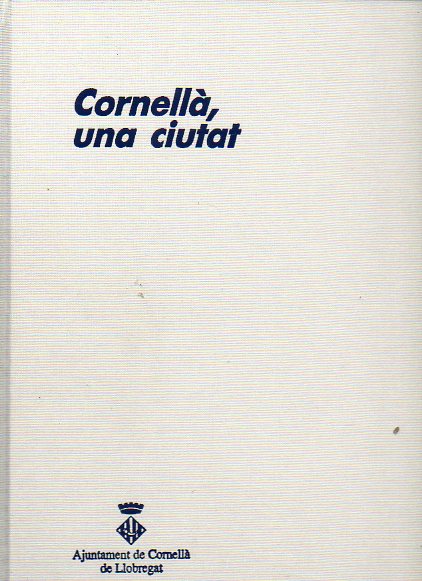 Cornellà,
una ciutat
Ajuntament de Cornellà
de Llobregat